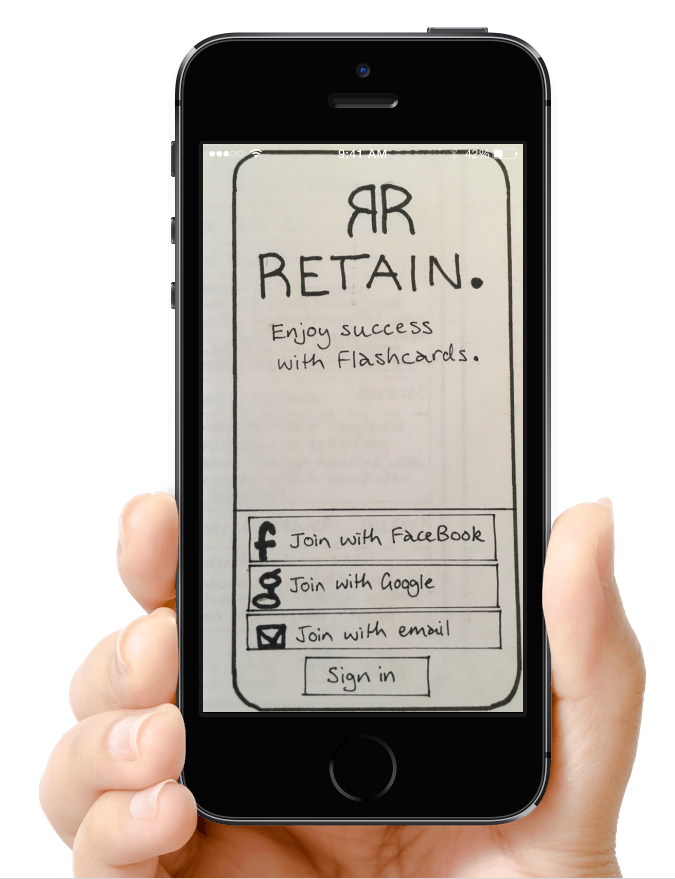 9:41 AM 42%
ЯR
RETAIN.
Enjoy success
with Flashcards.
f Join with FaceBook
g Join with Google
Join with email
Sign in